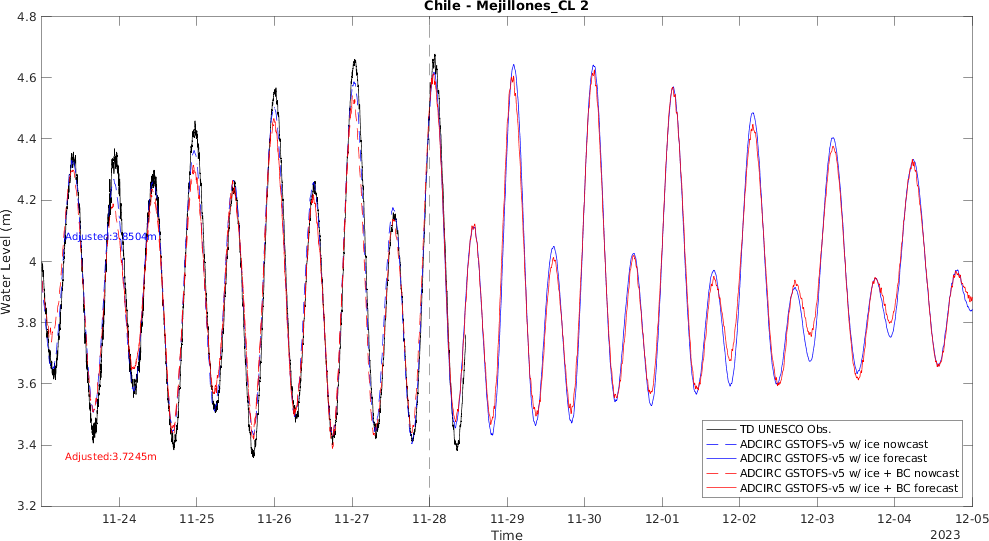 Chile - Mejillones_CL 2
4.8
4.6
4.4
4.2
4
3.8
3.6
3.4
3.2
Water Level (m)
Adjusted:3.8504m
Adjusted:3.7245m
TD UNESCO Obs.
ADCIRC GSTOFS-v5 w/ ice nowcast
ADCIRC GSTOFS-v5 w/ ice forecast
ADCIRC GSTOFS-v5 w/ ice + BC nowcast
ADCIRC GSTOFS-v5 w/ ice + BC forecast
11-24 11-25 11-26 11-27 11-28 11-29 11-30 12-01 12-02 12-03 12-04 12-05
Time
2023